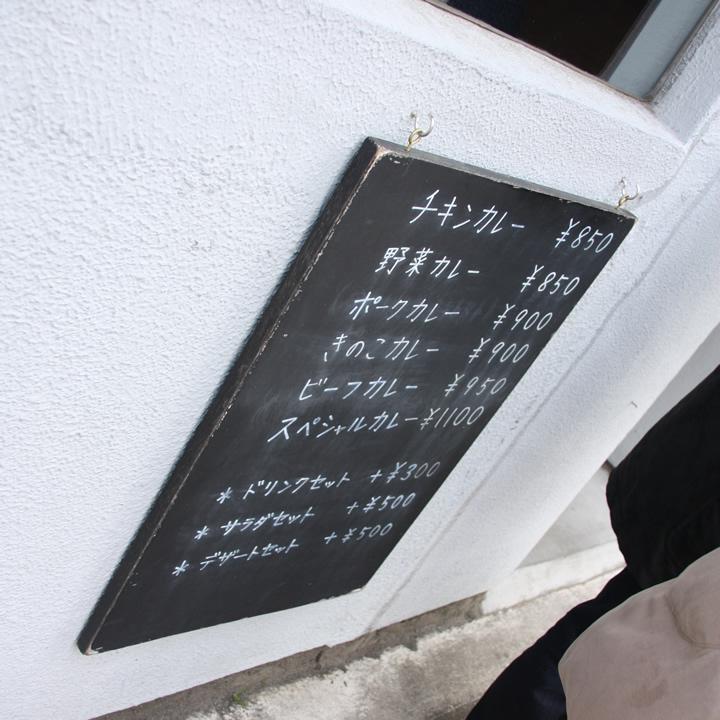 チキンカレー ¥850
野菜カレー ¥850
ポークカレー ¥900
きのこカレー ¥900
ビーフカレー ¥950
スペシャルカレー ¥1100
* ドリンクセット +¥300
* サラダセット +¥500
* デザートセット +¥500